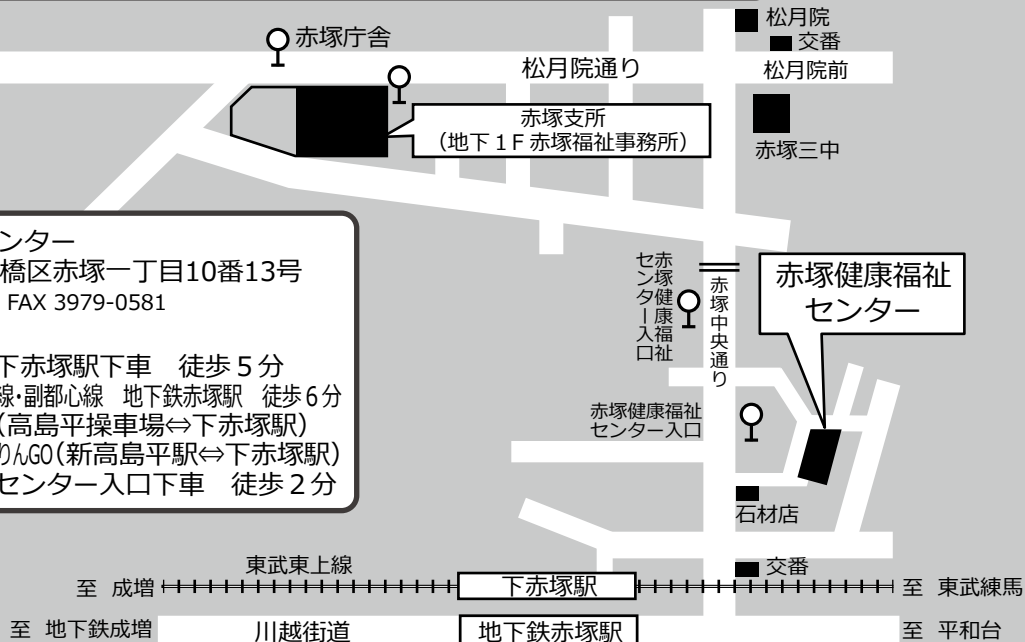 松月院
交番
赤塚庁舎
松月院通り
松月院前
赤塚支所
（地下１F 赤塚福祉事務所）
赤塚三中
ンター
橋区赤塚一丁目10番13号
FAX 3979-0581
下赤塚駅下車　徒歩５分
線・副都心線　地下鉄赤塚駅　徒歩６分
(高島平操車場⇔下赤塚駅)
りんGO(新高島平駅⇔下赤塚駅)
センター入口下車　徒歩２分
赤塚健康福祉
センター入口
赤塚中央通り
赤塚健康福祉
センター
赤塚健康福祉
センター入口
石材店
交番
東武東上線
至 成増
下赤塚駅
至 東武練馬
至 地下鉄成増
川越街道
地下鉄赤塚駅
至 平和台